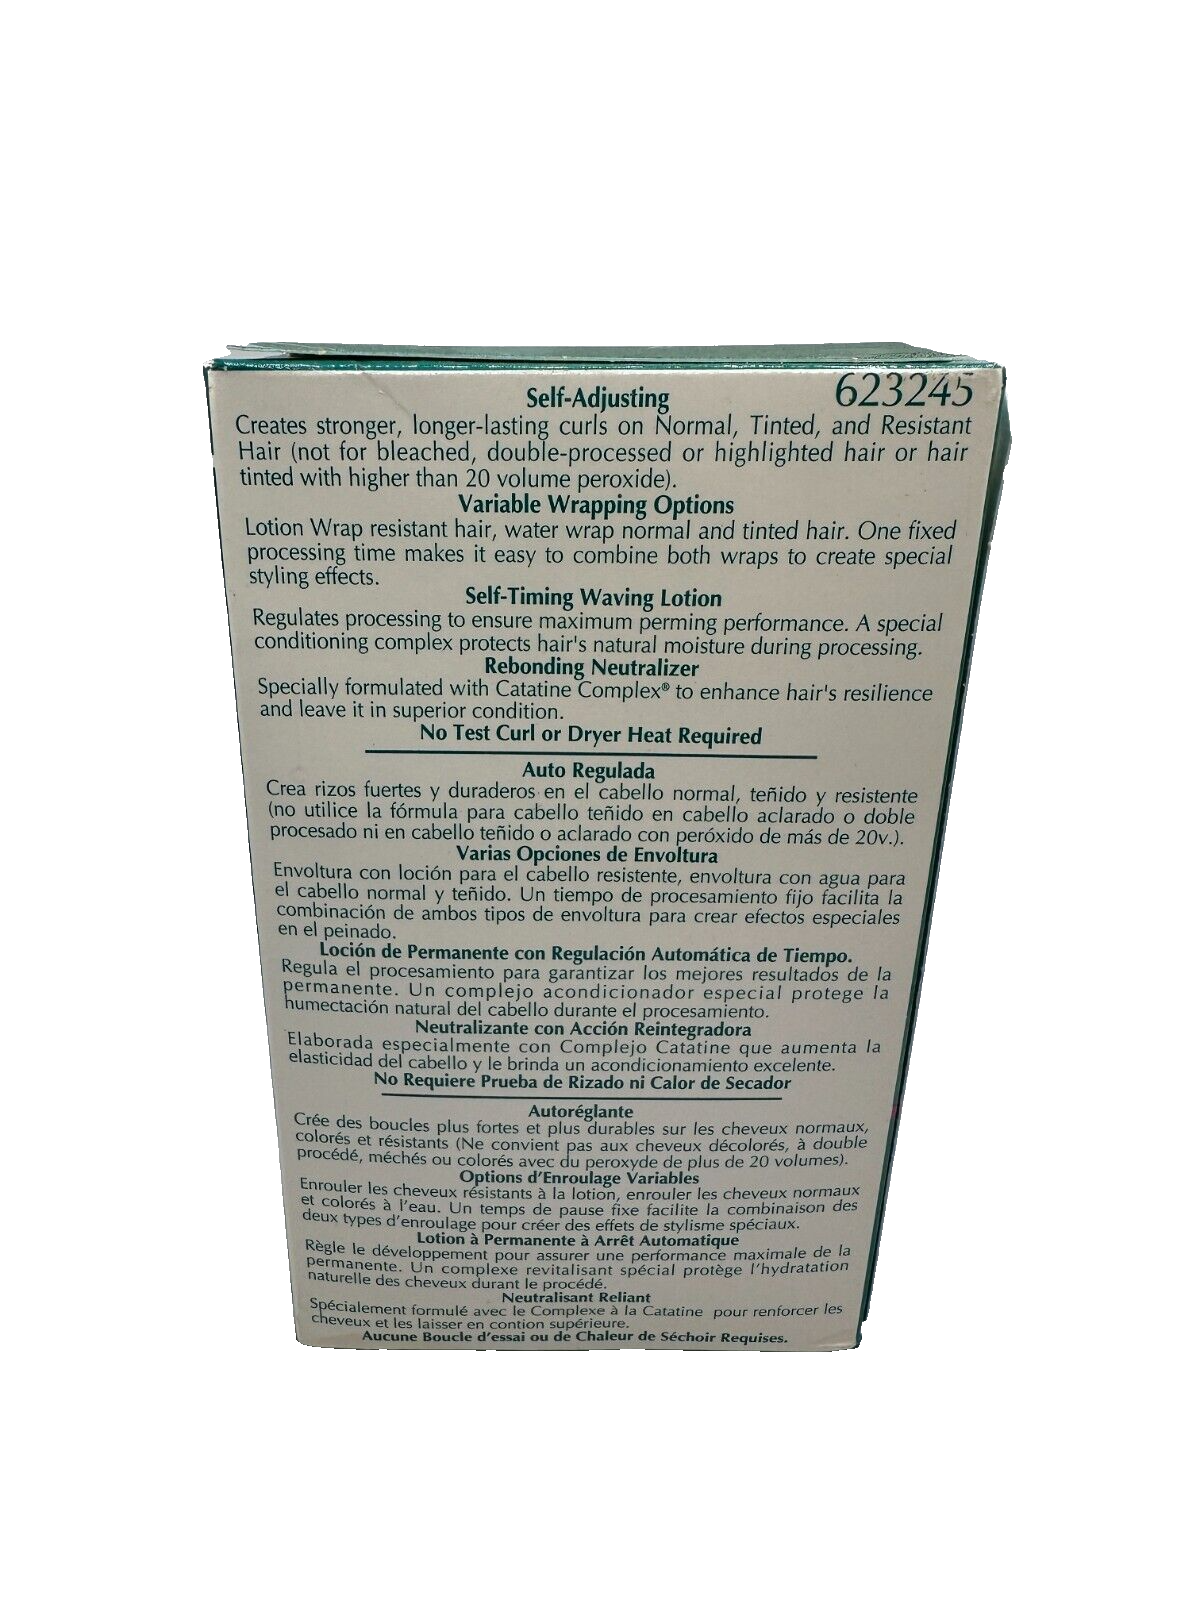 623245
Self-Adjusting
Creates stronger, longer-lasting curls on Normal, Tinted, and Resistant
Hair (not for bleached, double-processed or highlighted hair or hair
tinted with higher than 20 volume peroxide).
Variable Wrapping Options
Lotion Wrap resistant hair, water wrap normal and tinted hair. One fixed
processing time makes it easy to combine both wraps to create special
styling effects.
Self-Timing Waving Lotion
Regulates processing to ensure maximum perming performance. A special
conditioning complex protects hair's natural moisture during processing.
Rebonding Neutralizer
Specially formulated with Catatine Complex® to enhance hair's resilience
and leave it in superior condition.
No Test Curl or Dryer Heat Required
Auto Regulada
Crea rizos fuertes y duraderos en el cabello normal, teñido y resistente
(no utilice la fórmula para cabello teñido en cabello aclarado o doble
procesado ni en cabello teñido o aclarado con peróxido de más de 20v.).
Varias Opciones de Envoltura
Envoltura con loción para el cabello resistente, envoltura con agua para
el cabello normal y teñido. Un tiempo de procesamiento fijo facilita la
combinación de ambos tipos de envoltura para crear efectos especiales
en el peinado.
Loción de Permanente con Regulación Automática de Tiempo.
Regula el procesamiento para garantizar los mejores resultados de la
permanente. Un complejo acondicionador especial protege la
humectación natural del cabello durante el procesamiento.
Neutralizante con Acción Reintegradora
Elaborada especialmente con Complejo Catatine que aumenta la
elasticidad del cabello y le brinda un acondicionamiento excelente.
No Requiere Prueba de Rizado ni Calor de Secador
Autoréglante
Crée des boucles plus fortes et plus durables sur les cheveux normaux,
colorés et résistants (Ne convient pas aux cheveux décolorés, à double
procédé, méchés ou colorés avec du peroxyde de plus de 20 volumes).
Options d'Enroulage Variables
Enrouler les cheveux résistants à la lotion, enrouler les cheveux normaux
et colorés à l'eau. Un temps de pause fixe facilite la combinaison des
deux types d'enroulage pour créer des effets de stylisme spéciaux.
Lotion à Permanente à Arrêt Automatique
Règle le développement pour assurer une performance maximale de la
permanente. Un complexe revitalisant spécial protège l'hydratation
naturelle des cheveux durant le procédé.
Neutralisant Reliant
Spécialement formulé avec le Complexe à la Catatine pour renforcer les
cheveux et les laisser en contion supérieure.
Aucune Boucle d'essai ou de Chaleur de Séchoir Requises.